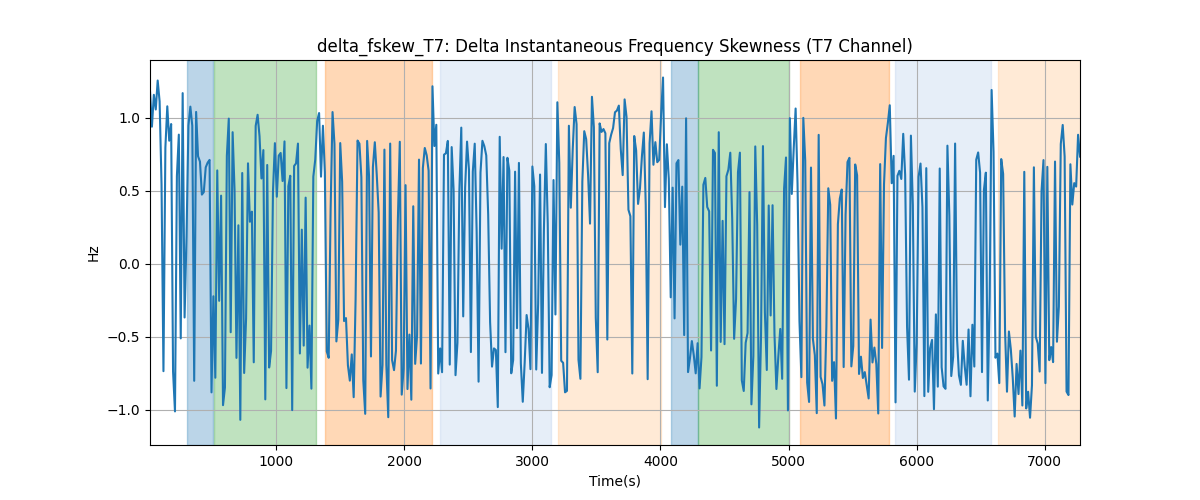 delta_fskew_T7: Delta Instantaneous Frequency Skewness (T7 Channel)
Hz
1.0
0.5
0.0
−0.5
−1.0
1000 2000 3000 4000 5000 6000 7000
Time(s)